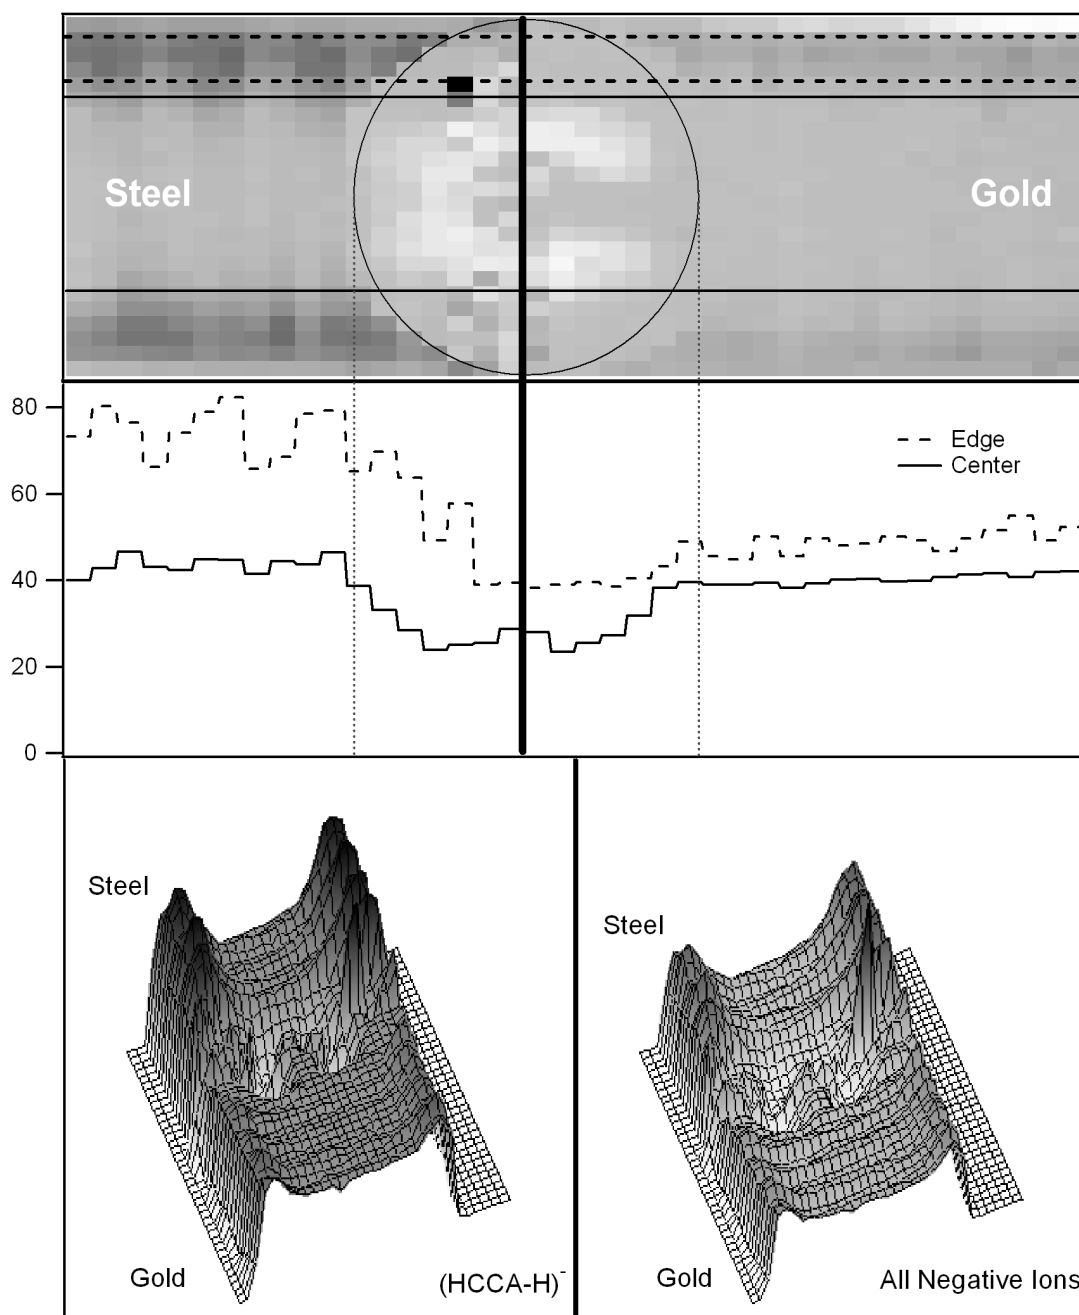 Steel
Gold
80
60
40
20
0
Edge
Center
Steel
Gold
(HCCA-H)⁻
Steel
Gold
All Negative Ions